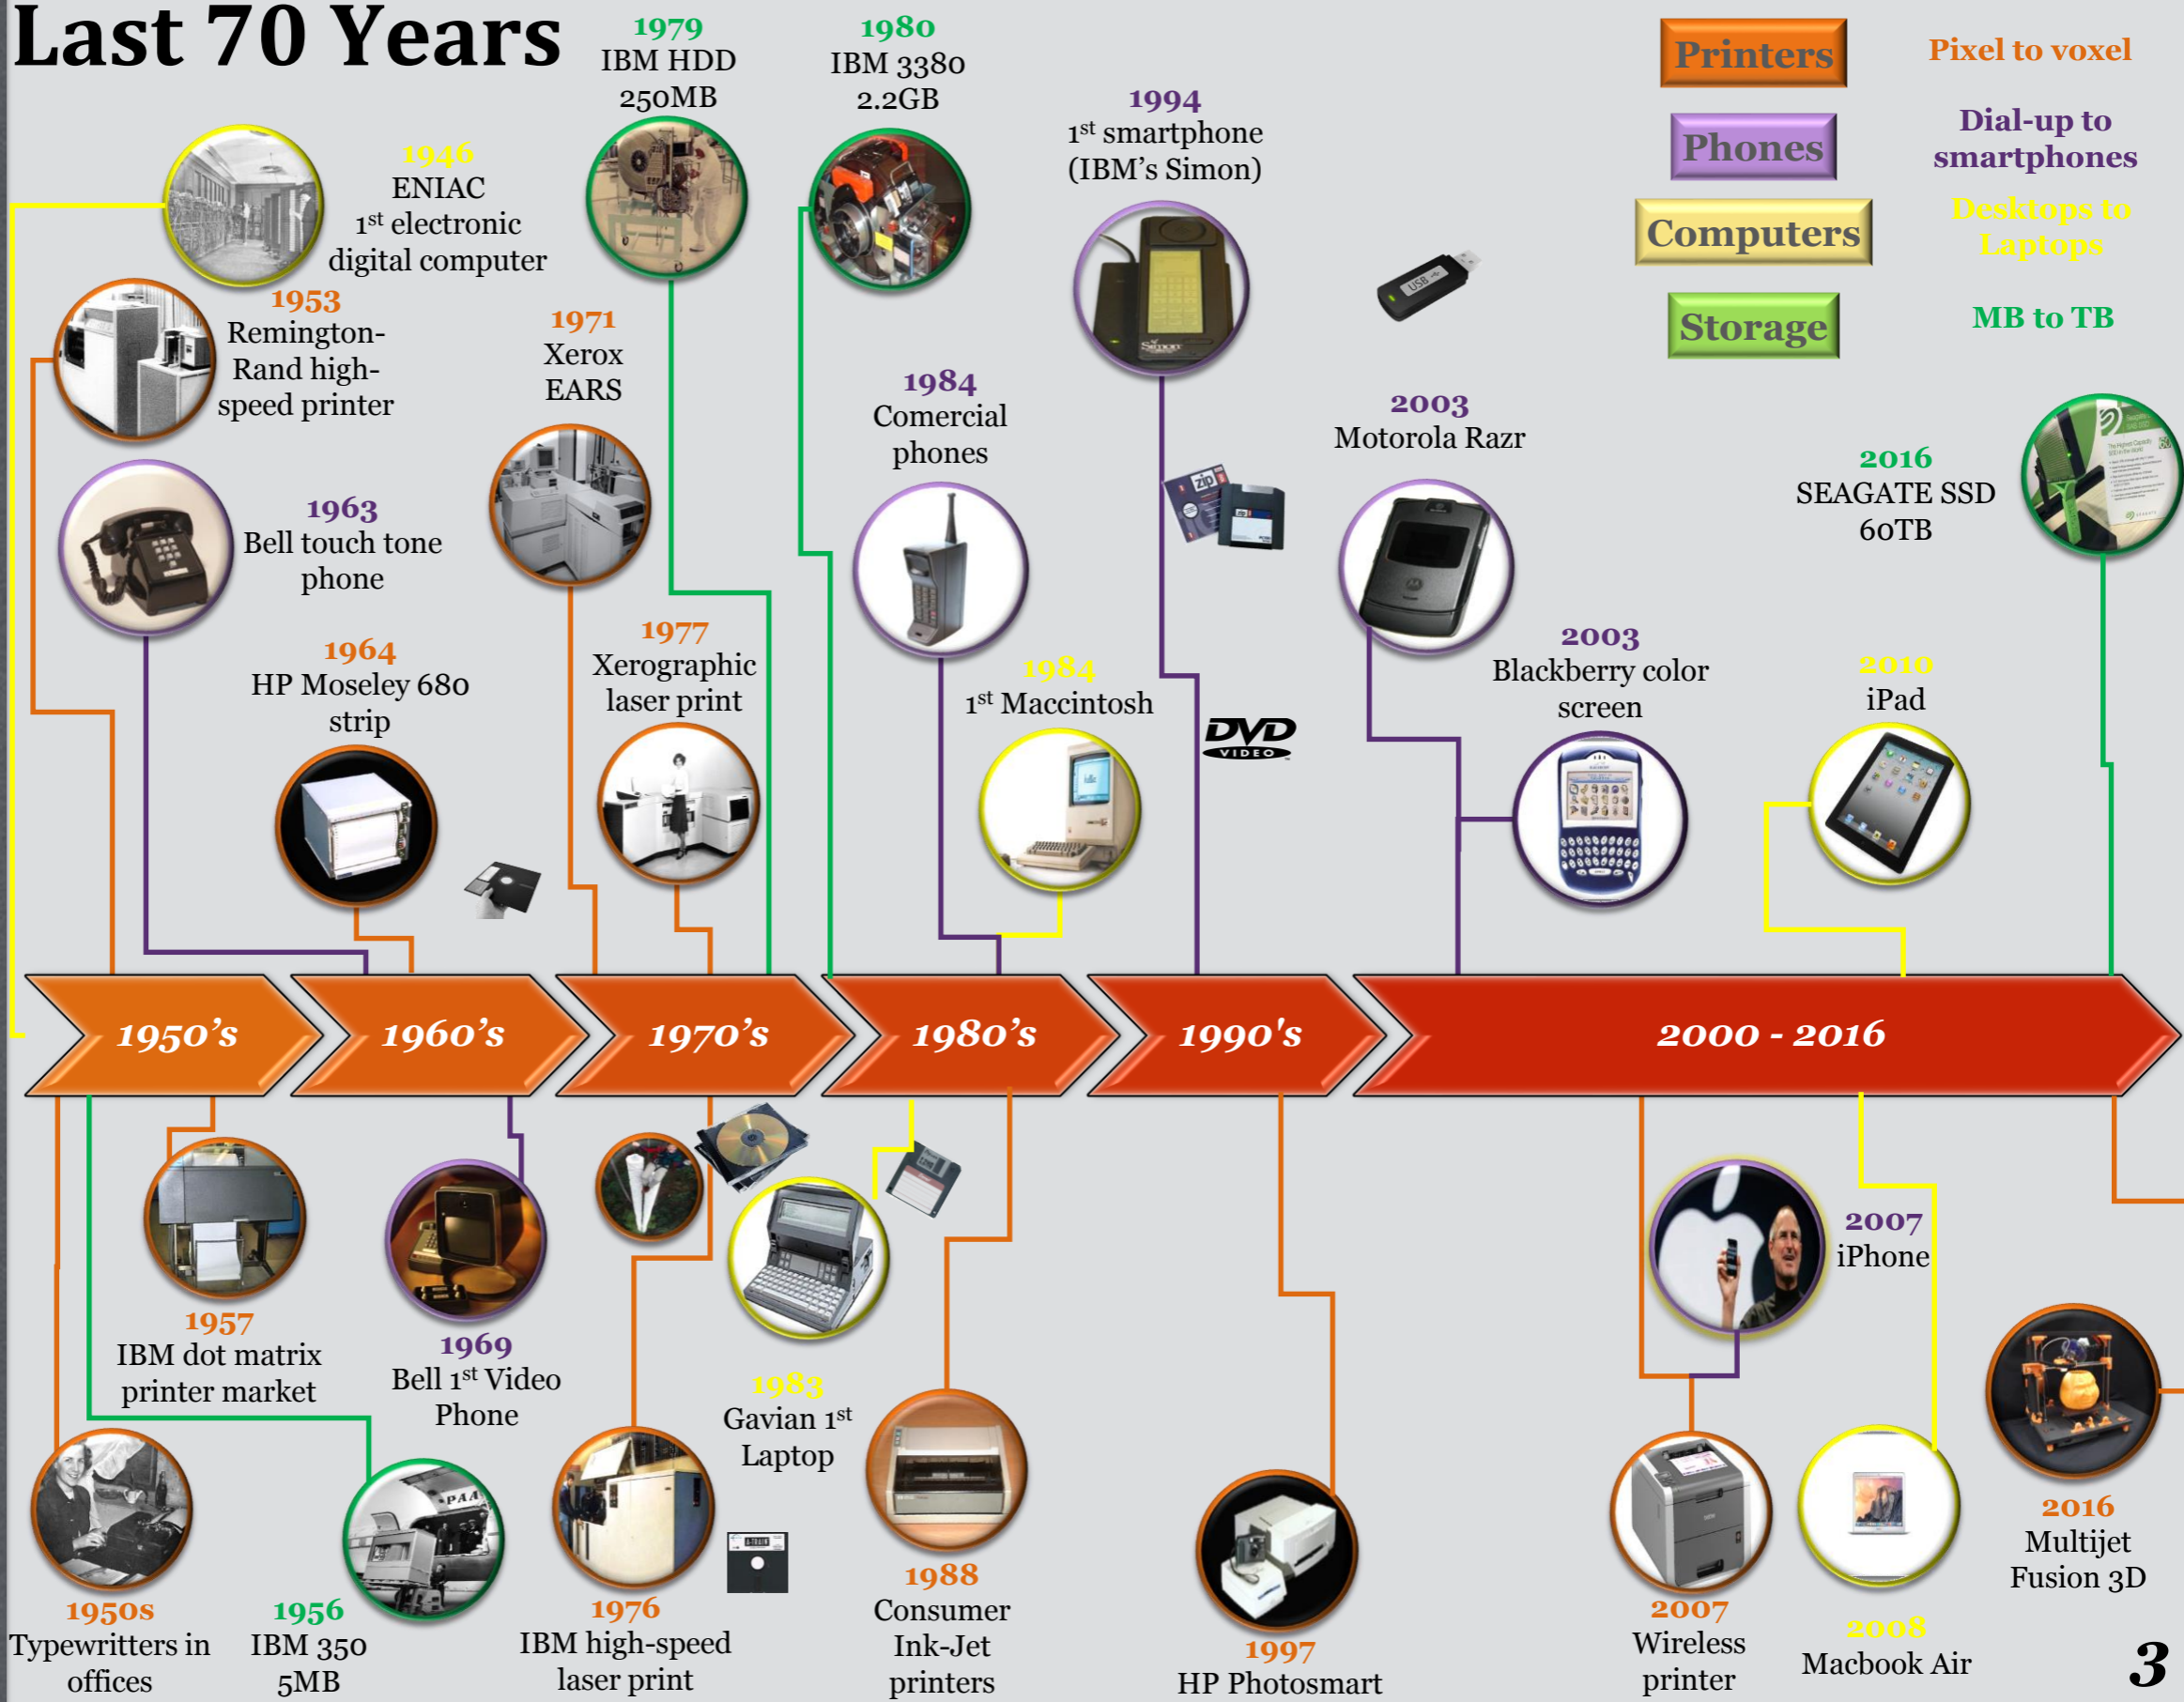 Last 70 Years
1979
IBM HDD
250MB
1980
IBM 3380
2.2GB
1994
1st smartphone
(IBM's Simon)
Printers
Pixel to voxel
Phones
Dial-up to
smartphones
Computers
Desktops to
Laptops
Storage
MB to TB
1946
ENIAC
1st electronic
digital computer
1953
Remington-
Rand high-
speed printer
1971
Xerox
EARS
1963
Bell touch tone
phone
1964
HP Moseley 680
strip
1977
Xerographic
laser print
1984
Comercial
phones
1984
1st Maccintosh
Simon
USB
zip
DVD
VIDEO
2003
Motorola Razr
2003
Blackberry color
screen
2010
iPad
2016
SEAGATE SSD
60TB
1950's
1960's
1970's
1980's
1990's
2000 - 2016
1957
IBM dot matrix
printer market
1969
Bell 1st Video
Phone
1983
Gavian 1st
Laptop
2007
iPhone
1950s
Typewritters in
offices
PAA
1956
IBM 350
5MB
1976
IBM high-speed
laser print
1988
Consumer
Ink-Jet
printers
1997
HP Photosmart
2007
Wireless
printer
2008
Macbook Air
2016
Multijet
Fusion 3D
3